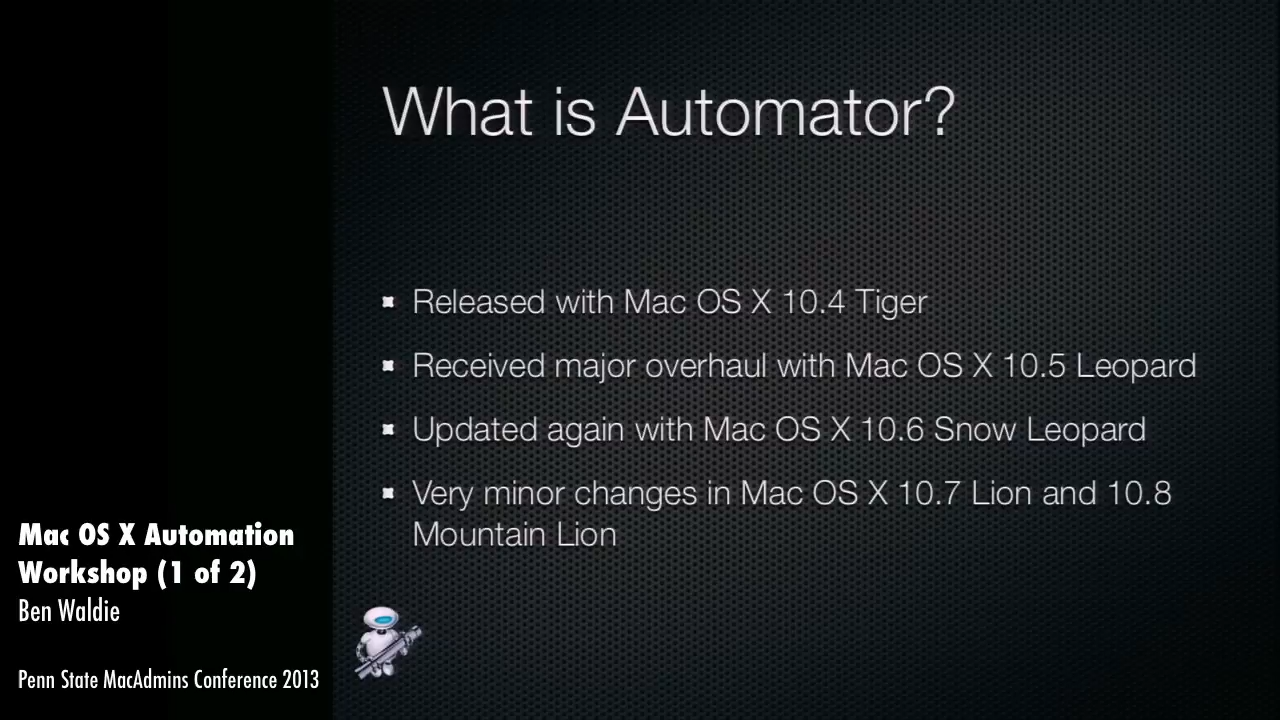 What is Automator?
Released with Mac OS X 10.4 Tiger
Received major overhaul with Mac OS X 10.5 Leopard
Updated again with Mac OS X 10.6 Snow Leopard
Very minor changes in Mac OS X 10.7 Lion and 10.8
Mountain Lion
Mac OS X Automation
Workshop (1 of 2)
Ben Waldie
Penn State MacAdmins Conference 2013